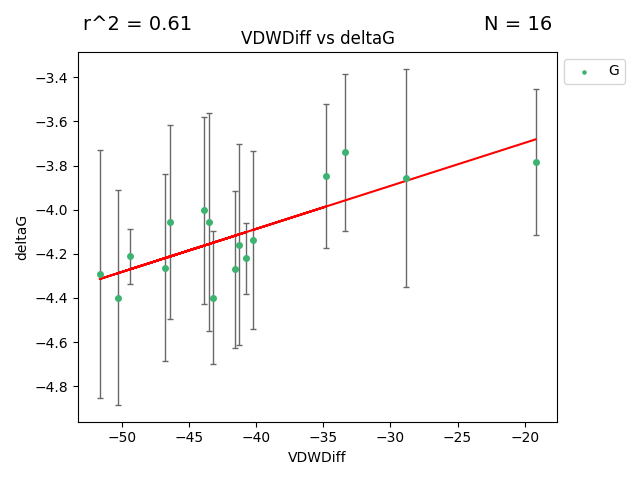 r^2 = 0.61
N = 16
VDWDiff vs deltaG
G
−3.4
−3.6
−3.8
−4.0
−4.2
−4.4
−4.6
−4.8
deltaG
−50 −45 −40 −35 −30 −25 −20
VDWDiff